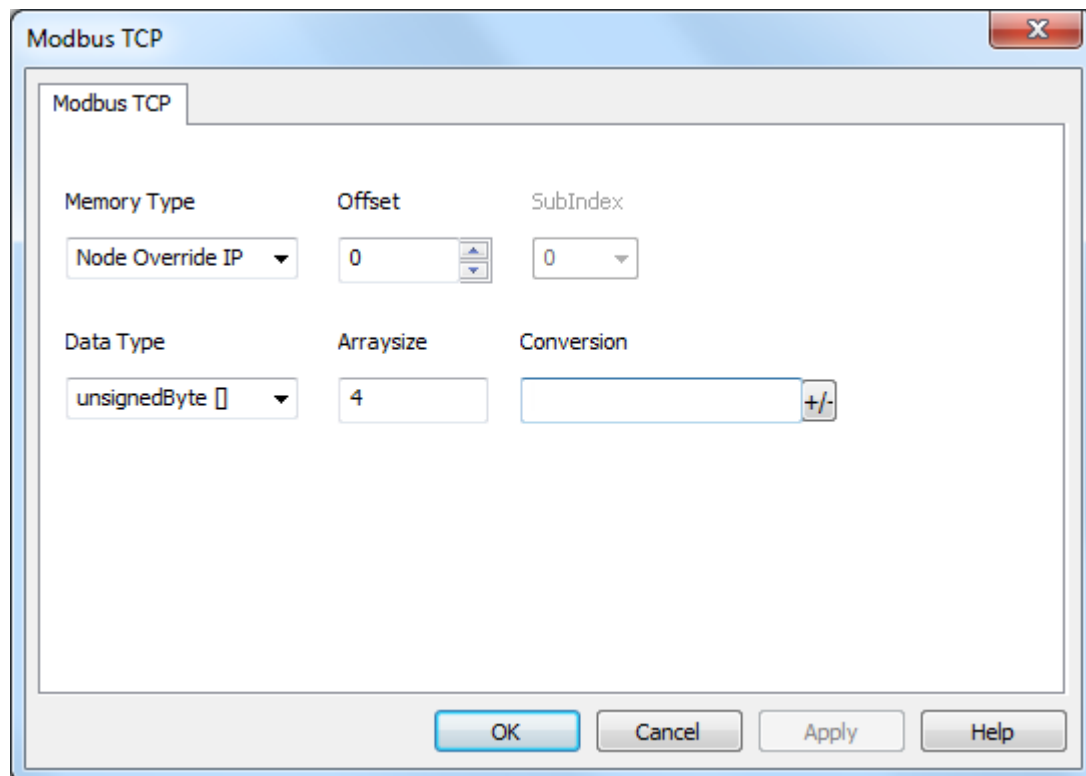 Modbus TCP
Modbus TCP
Memory Type Offset SubIndex
Node Override IP 0 0
Data Type Arraysize Conversion
unsignedByte [] 4 +/-
OK Cancel Apply Help